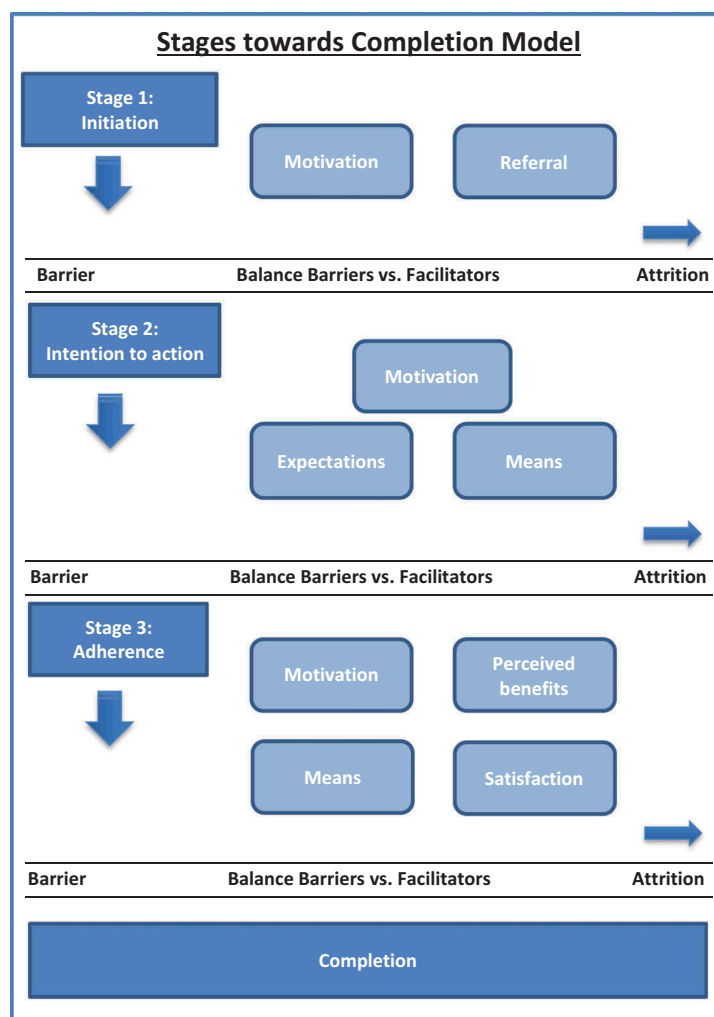 Stages towards Completion Model
Stage 1:
Initiation
Motivation
Referral
Barrier
Balance Barriers vs. Facilitators
Attrition
Stage 2:
Intention to action
Motivation
Expectations
Means
Barrier
Balance Barriers vs. Facilitators
Attrition
Stage 3:
Adherence
Motivation
Perceived
benefits
Means
Satisfaction
Barrier
Balance Barriers vs. Facilitators
Attrition
Completion